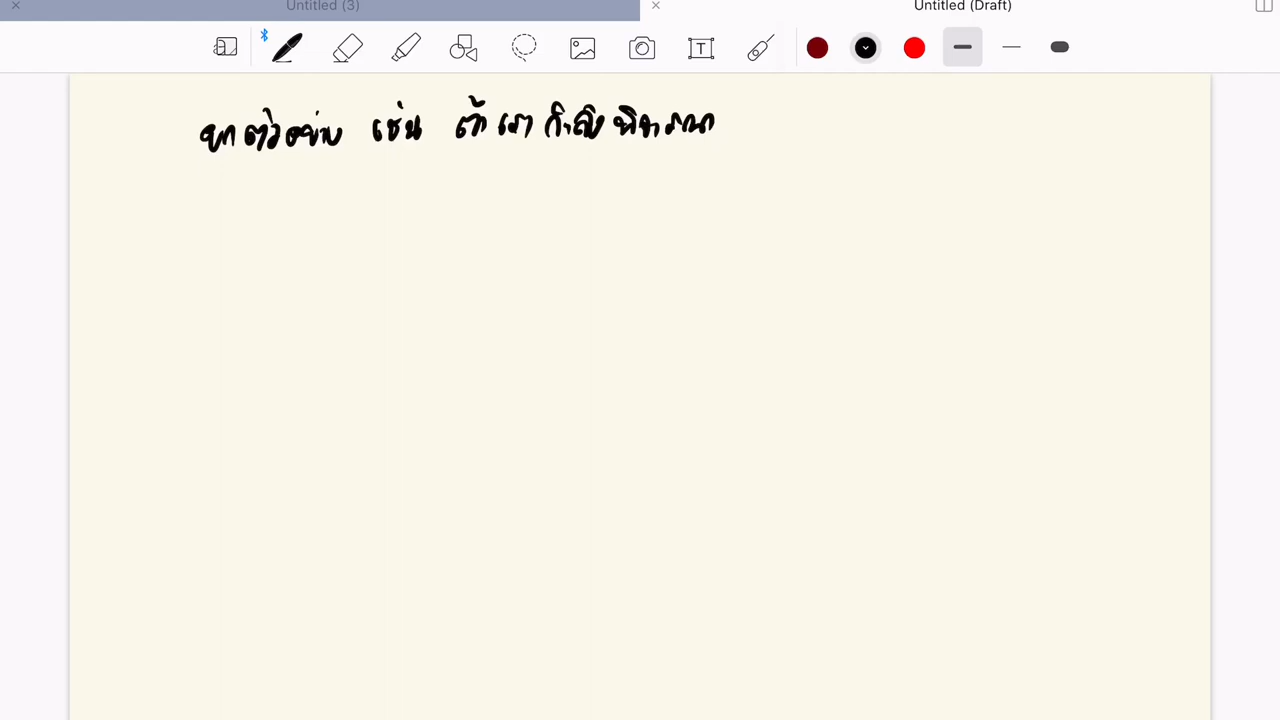 Untitled (3)
Untitled (Draft)
T
ยกตัวอย่าง เช่น ถ้า เรา กำลัง พิจารณา